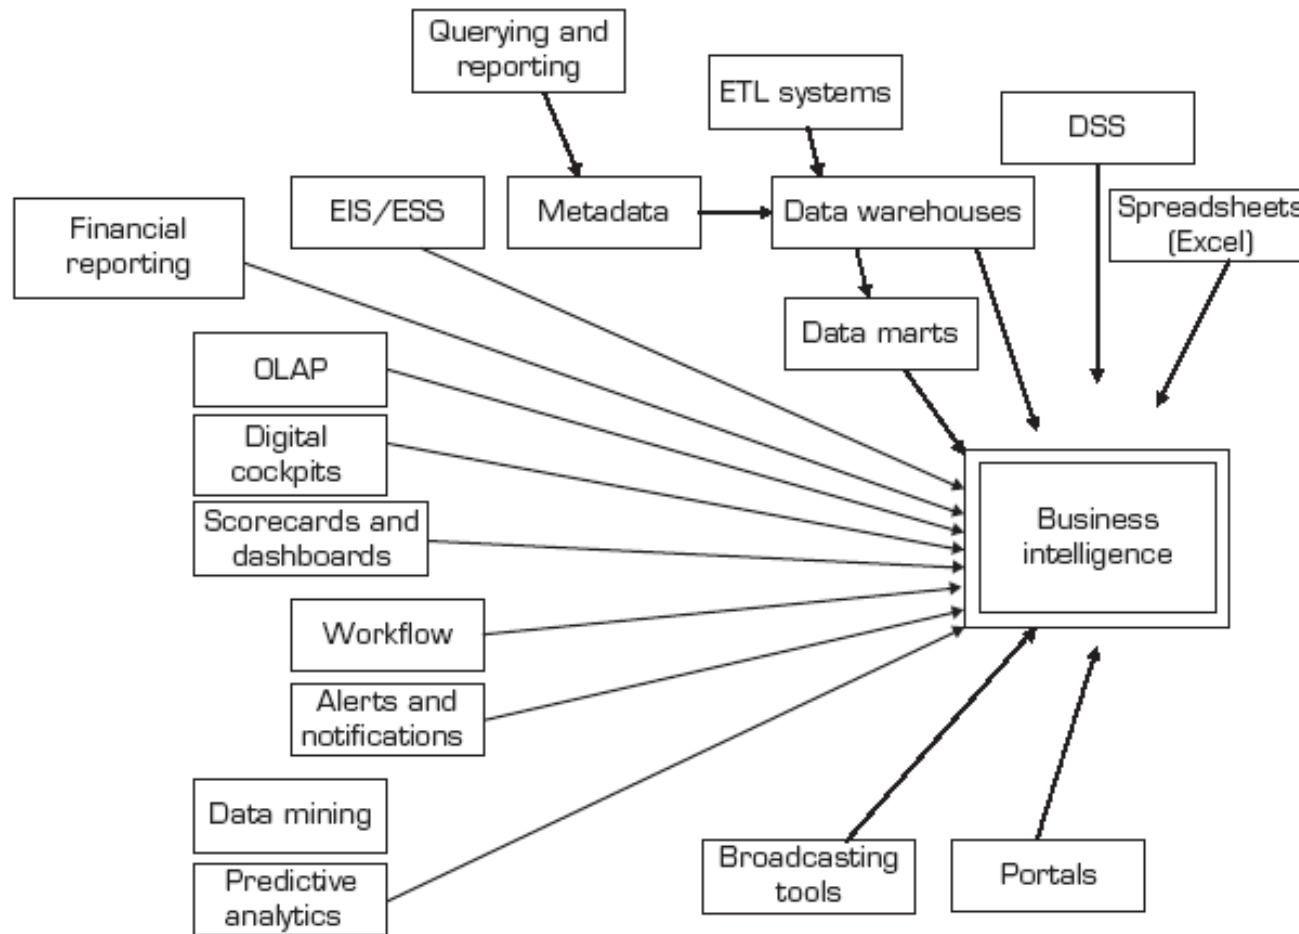 Querying and
reporting
ETL systems
DSS
EIS/ESS
Metadata
Data warehouses
Spreadsheets
(Excel)
Financial
reporting
Data marts
OLAP
Digital
cockpits
Scorecards and
dashboards
Business
intelligence
Workflow
Alerts and
notifications
Data mining
Predictive
analytics
Broadcasting
tools
Portals